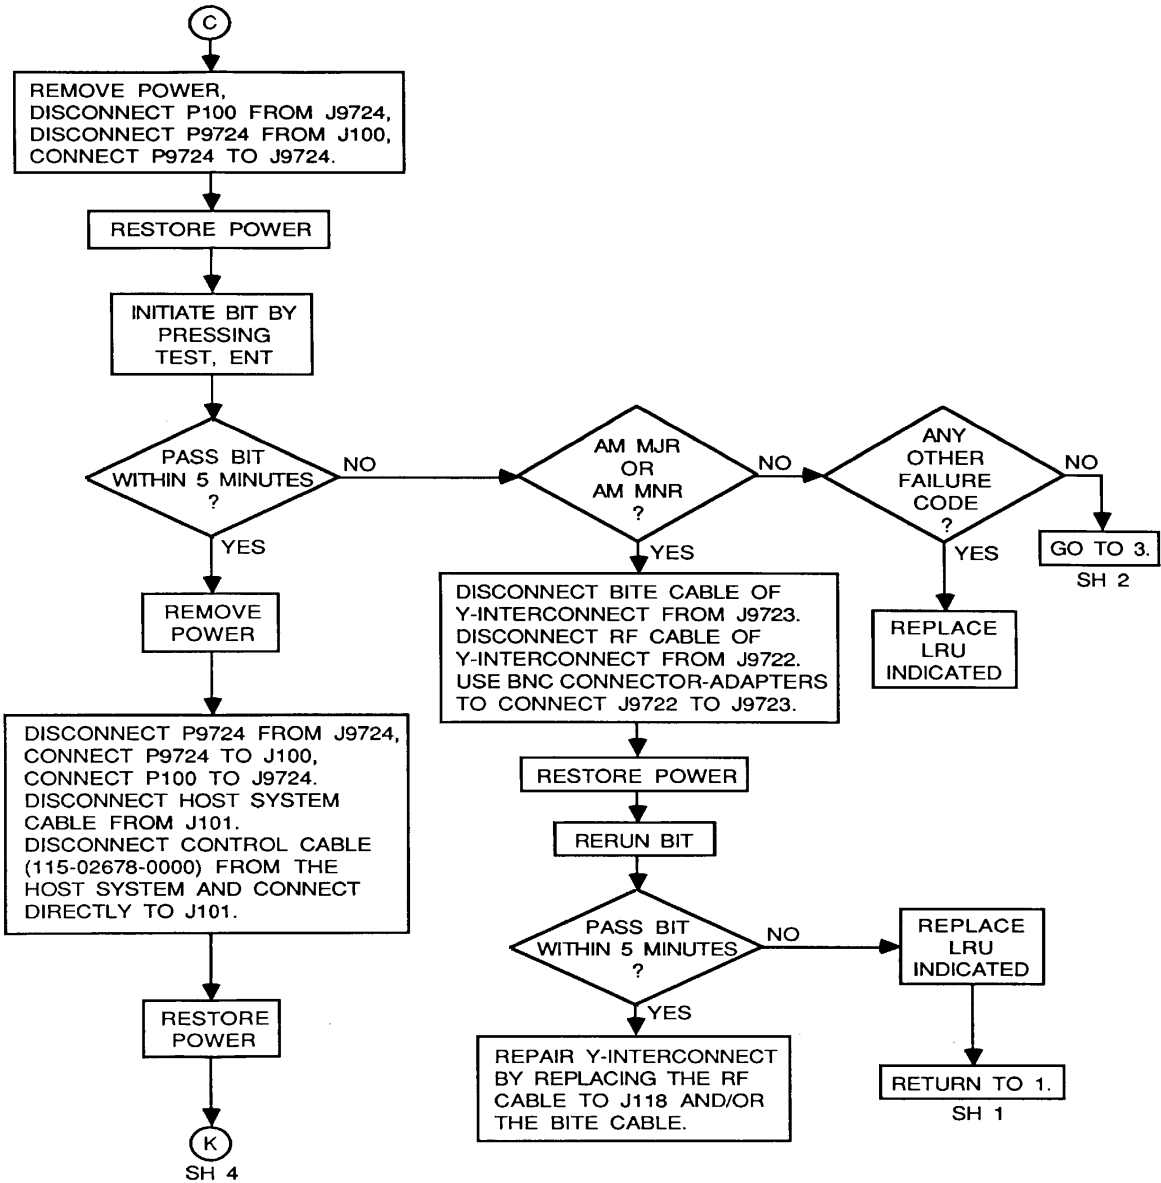 C
REMOVE POWER,
DISCONNECT P100 FROM J9724,
DISCONNECT P9724 FROM J100,
CONNECT P9724 TO J9724.
RESTORE POWER
INITIATE BIT BY
PRESSING
TEST, ENT
PASS BIT
WITHIN 5 MINUTES
?
NO
YES
AM MJR
OR
AM MNR
?
NO
YES
ANY
OTHER
FAILURE
CODE
?
NO
YES
GO TO 3.
SH 2
REPLACE
LRU
INDICATED
REMOVE
POWER
DISCONNECT P9724 FROM J9724,
CONNECT P9724 TO J100,
CONNECT P100 TO J9724.
DISCONNECT HOST SYSTEM
CABLE FROM J101.
DISCONNECT CONTROL CABLE
(115-02678-0000) FROM THE
HOST SYSTEM AND CONNECT
DIRECTLY TO J101.
RESTORE
POWER
K
SH 4
DISCONNECT BITE CABLE OF
Y-INTERCONNECT FROM J9723.
DISCONNECT RF CABLE OF
Y-INTERCONNECT FROM J9722.
USE BNC CONNECTOR-ADAPTERS
TO CONNECT J9722 TO J9723.
RESTORE POWER
RERUN BIT
PASS BIT
WITHIN 5 MINUTES
?
NO
YES
REPLACE
LRU
INDICATED
RETURN TO 1.
SH 1
REPAIR Y-INTERCONNECT
BY REPLACING THE RF
CABLE TO J118 AND/OR
THE BITE CABLE.